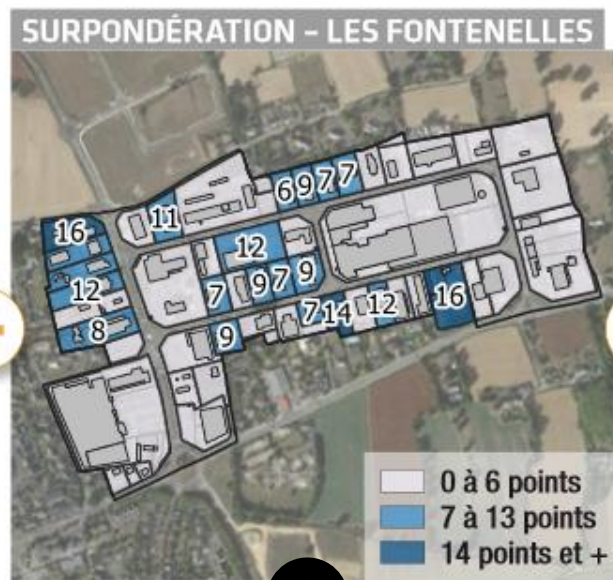 SURPONDÉRATION – LES FONTENELLES
6 9 7 7
11
16
12
12
9 7 9
7
16
12
7 14
8
9
0 à 6 points
7 à 13 points
14 points et +